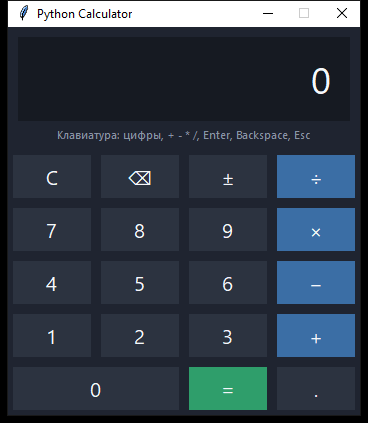 Python Calculator
0
Клавиатура: цифры, + - * /, Enter, Backspace, Esc
C ⌫ ± ÷
7 8 9 ×
4 5 6 −
1 2 3 +
0 = .